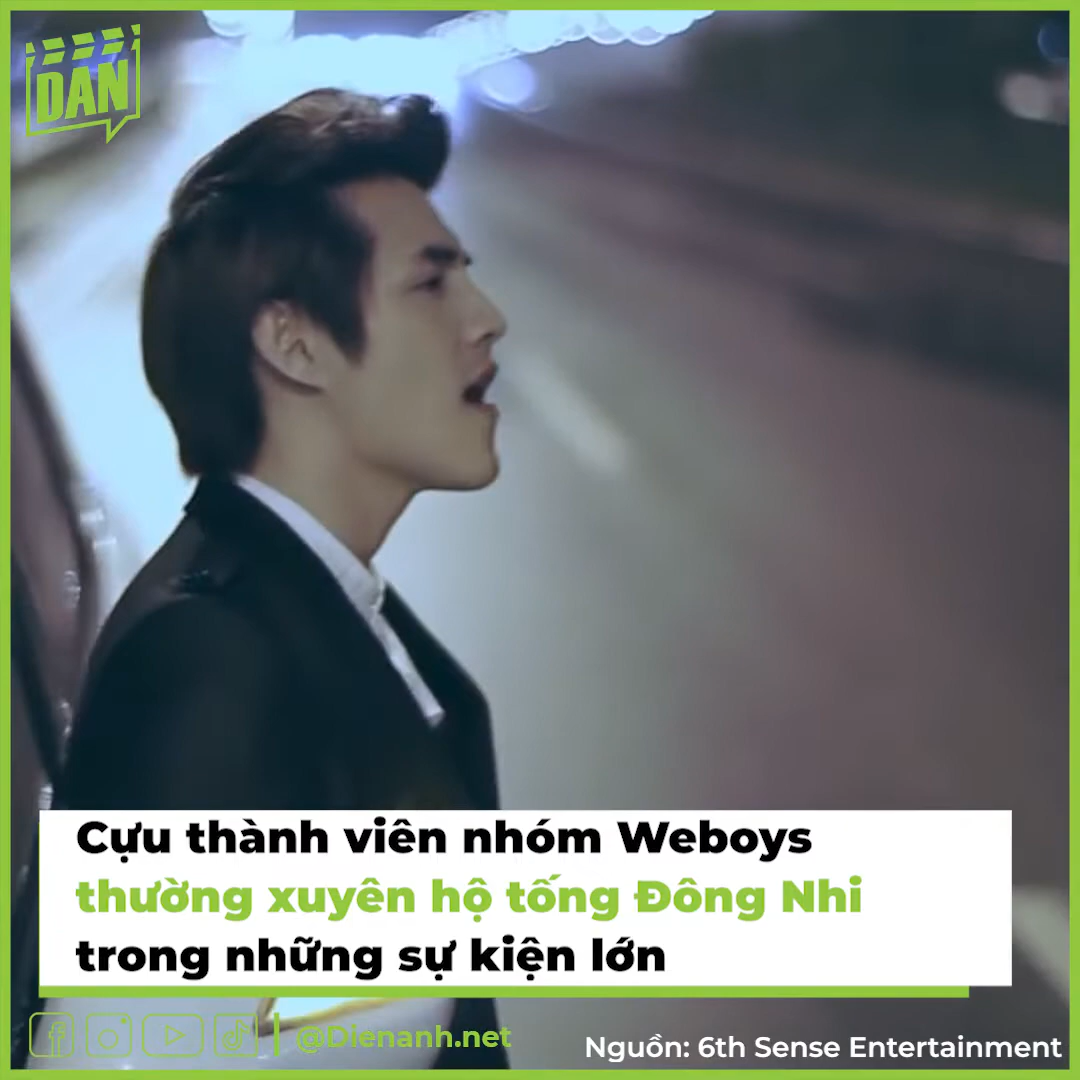 DAN
Cựu thành viên nhóm Weboys
thường xuyên hộ tống Đông Nhi
trong những sự kiện lớn
@Dienanh.net
Nguồn: 6th Sense Entertainment